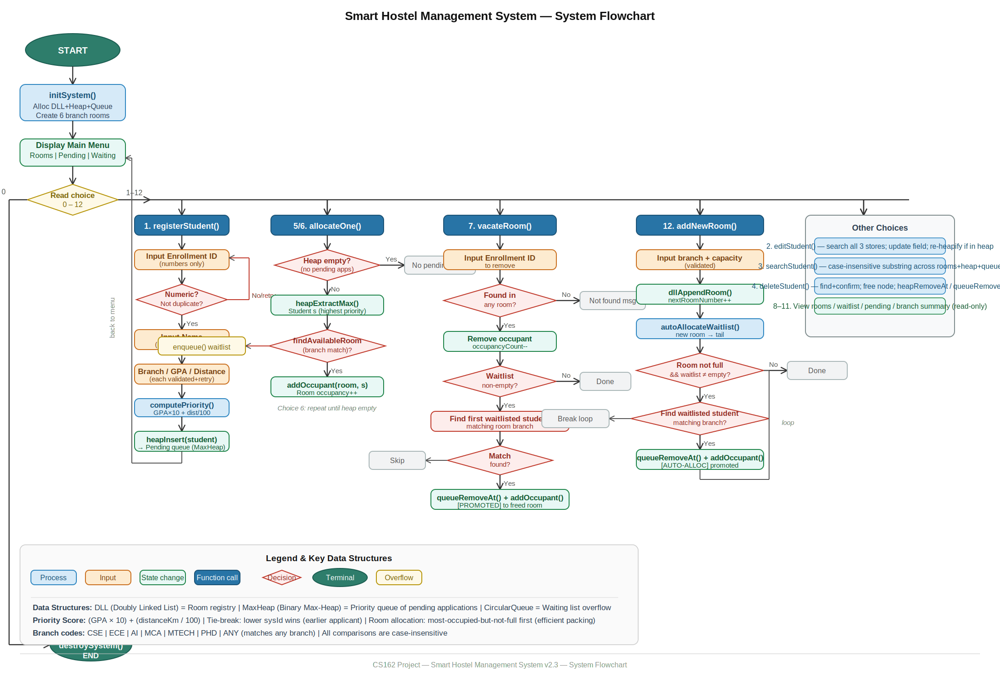 Smart Hostel Management System — System Flowchart
START
initSystem()
Alloc DLL+Heap+Queue
Create 6 branch rooms
Display Main Menu
Rooms | Pending | Waiting
0
Read choice
0 – 12
1–12
back to menu
1. registerStudent()
Input Enrollment ID
(numbers only)
Numeric?
Not duplicate?
No/retry
Yes
Input Name
(
Branch / GPA / Distance
(each validated+retry)
computePriority()
GPA×10 + dist/100
heapInsert(student)
→ Pending queue (MaxHeap)
5/6. allocateOne()
Heap empty?
(no pending apps)
Yes
No pendin
No
heapExtractMax()
Student s (highest priority)
findAvailableRoom
(branch match)?
enqueue() waitlist
Yes
addOccupant(room, s)
Room occupancy++
Choice 6: repeat until heap empty
7. vacateRoom()
Input Enrollment ID
to remove
Found in
any room?
No
Not found msg
Yes
Remove occupant
occupancyCount--
Waitlist
non-empty?
No
Done
Yes
Find first waitlisted stude
matching room branch
Match
found?
Skip
Yes
queueRemoveAt() + addOccupant()
[PROMOTED] to freed room
12. addNewRoom()
Input branch + capacity
(validated)
dllAppendRoom()
nextRoomNumber++
autoAllocateWaitlist()
new room → tail
Room not full
&& waitlist ≠ empty?
No
Done
Yes
Find waitlisted student
matching branch?
Break loop
loop
Yes
queueRemoveAt() + addOccupant()
[AUTO-ALLOC] promoted
Other Choices
2. editStudent() — search all 3 stores; update field; re-heapify if in heap
3. searchStudent() — case-insensitive substring across rooms+heap+queue
4. deleteStudent() — find+confirm; free node; heapRemoveAt / queueRemove
8–11. View rooms / waitlist / pending / branch summary (read-only)
Legend & Key Data Structures
Process
Input
State change
Function call
Decision
Terminal
Overflow
Data Structures: DLL (Doubly Linked List) = Room registry | MaxHeap (Binary Max-Heap) = Priority queue of pending applications | CircularQueue = Waiting list overflow
Priority Score: (GPA × 10) + (distanceKm / 100) | Tie-break: lower sysId wins (earlier applicant) | Room allocation: most-occupied-but-not-full first (efficient packing)
Branch codes: CSE | ECE | AI | MCA | MTECH | PHD | ANY (matches any branch) | All comparisons are case-insensitive
destroySystem()
END
CS162 Project — Smart Hostel Management System v2.3 — System Flowchart